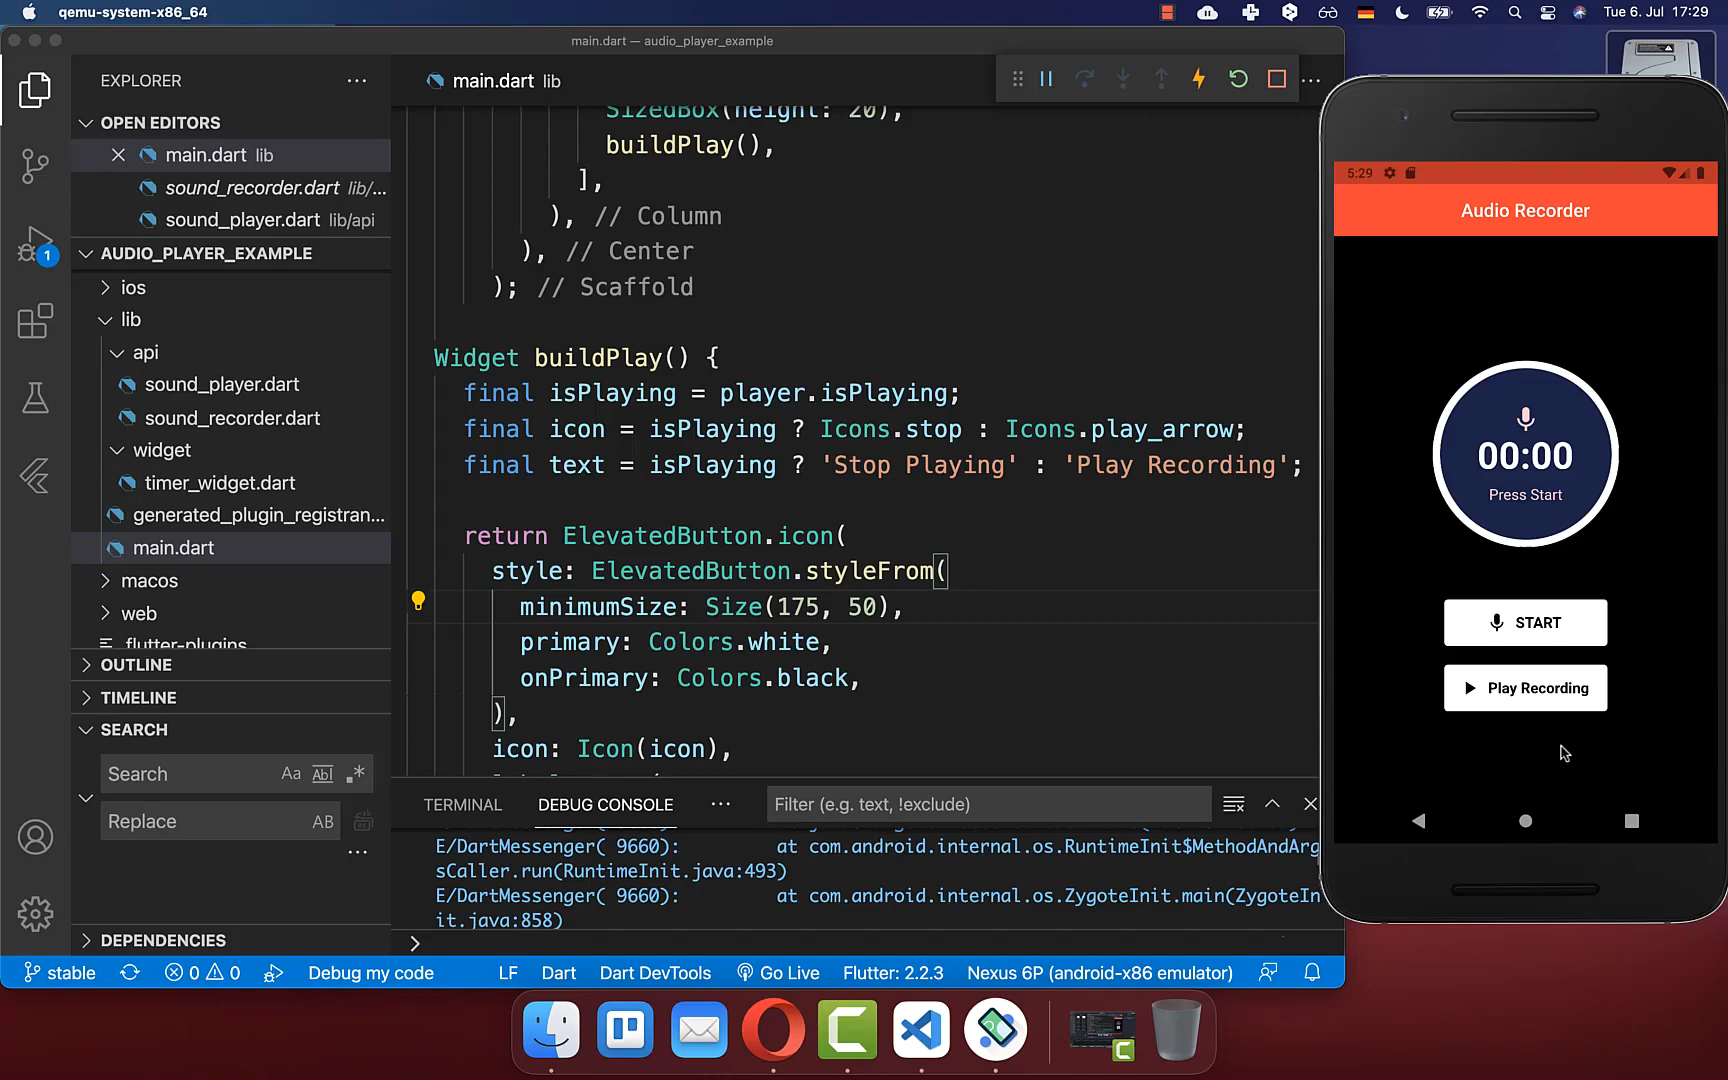 qemu-system-x86_64
Tue 6. Jul 17:29
main.dart — audio_player_example
EXPLORER
OPEN EDITORS
main.dart lib
sound_recorder.dart lib/...
sound_player.dart lib/api
AUDIO_PLAYER_EXAMPLE
ios
lib
api
sound_player.dart
sound_recorder.dart
widget
timer_widget.dart
generated_plugin_registran...
main.dart
macos
web
flutter-plugins
OUTLINE
TIMELINE
SEARCH
Search
Aa Abl .*
Replace
AB
DEPENDENCIES
1
main.dart lib
SizedBox(height: 20),
buildPlay(),
],
), // Column
), // Center
); // Scaffold
Widget buildPlay() {
final isPlaying = player.isPlaying;
final icon = isPlaying ? Icons.stop : Icons.play_arrow;
final text = isPlaying ? 'Stop Playing' : 'Play Recording';
return ElevatedButton.icon(
style: ElevatedButton.styleFrom(
minimumSize: Size(175, 50),
primary: Colors.white,
onPrimary: Colors.black,
),
icon: Icon(icon),
TERMINAL
DEBUG CONSOLE
Filter (e.g. text, !exclude)
E/DartMessenger( 9660): at com.android.internal.os.RuntimeInit$MethodAndArg
sCaller.run(RuntimeInit.java:493)
E/DartMessenger( 9660): at com.android.internal.os.ZygoteInit.main(ZygoteIn
it.java:858)
stable
0 0
Debug my code
LF
Dart
Dart DevTools
Go Live
Flutter: 2.2.3
Nexus 6P (android-x86 emulator)
5:29
Audio Recorder
00:00
Press Start
START
Play Recording